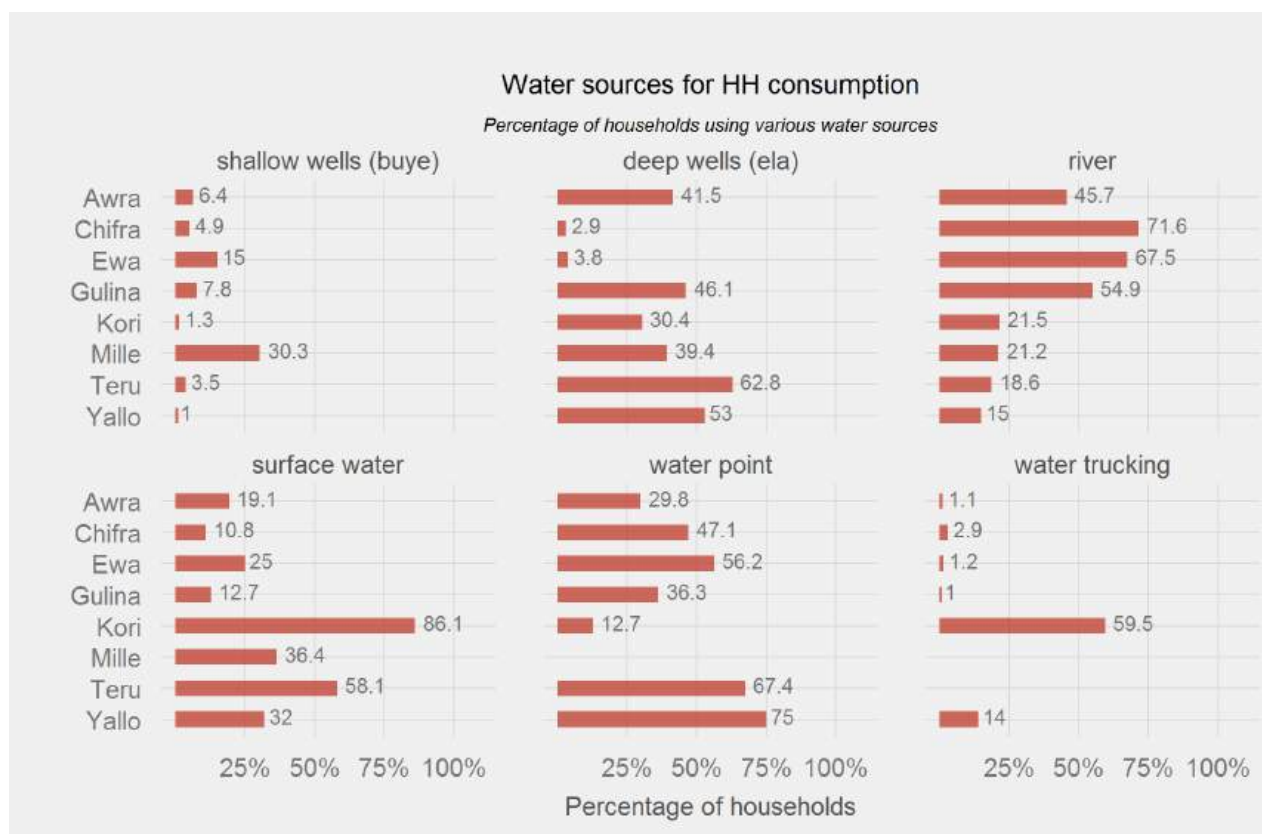 Water sources for HH consumption
Percentage of households using various water sources
shallow wells (buye) deep wells (ela) river
Awra 6.4 41.5 45.7
Chifra 4.9 2.9 71.6
Ewa 15 3.8 67.5
Gulina 7.8 46.1 54.9
Kori 1.3 30.4 21.5
Mille 30.3 39.4 21.2
Teru 3.5 62.8 18.6
Yallo 1 53 15
surface water water point water trucking
Awra 19.1 29.8 1.1
Chifra 10.8 47.1 2.9
Ewa 25 56.2 1.2
Gulina 12.7 36.3 1
Kori 86.1 12.7 59.5
Mille 36.4
Teru 58.1 67.4
Yallo 32 75 14
25% 50% 75% 100% 25% 50% 75% 100% 25% 50% 75% 100%
Percentage of households